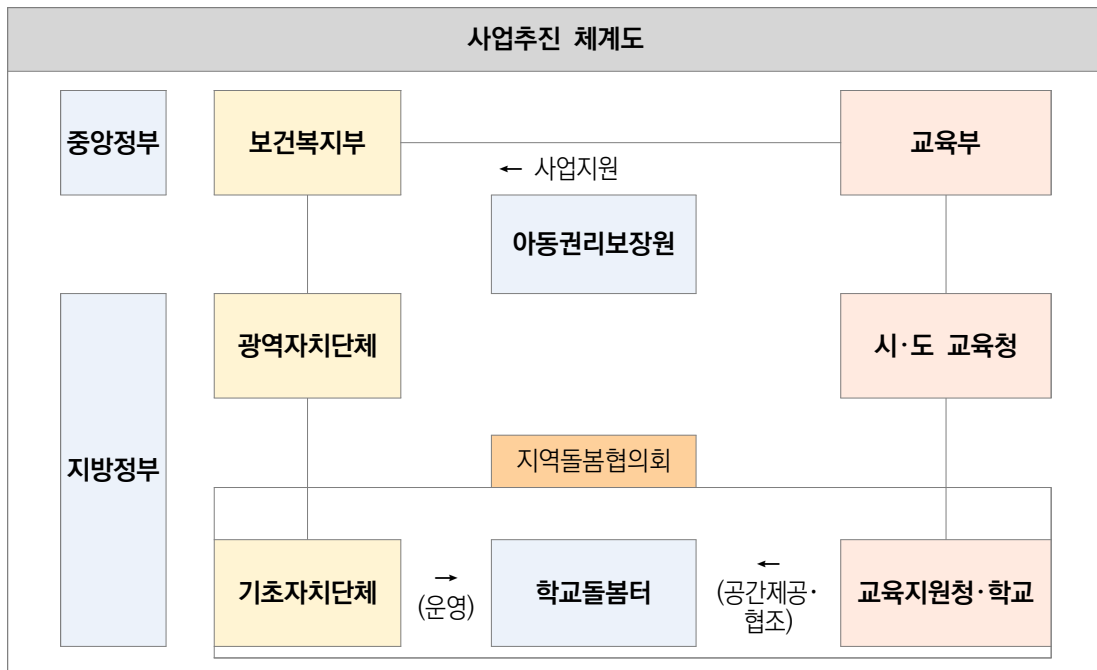 사업추진 체계도
중앙정부
보건복지부
교육부
← 사업지원
아동권리보장원
지방정부
광역자치단체
시·도 교육청
지역돌봄협의회
기초자치단체
→
(운영)
학교돌봄터
←
(공간제공·
협조)
교육지원청·학교